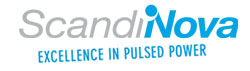 ScandiNova
EXCELLENCE IN PULSED POWER